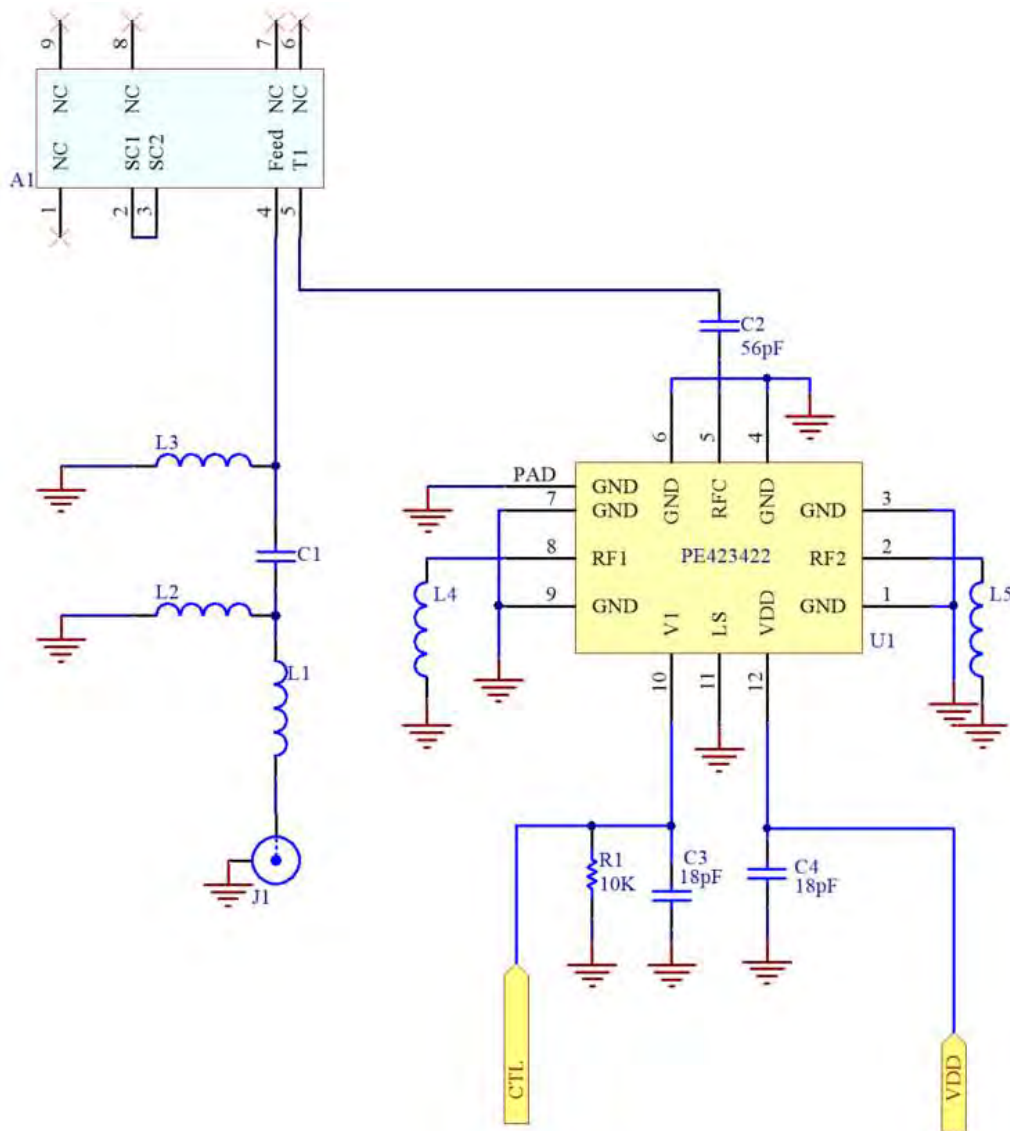 9 8 7 6
NC NC NC NC
NC SC1 SC2 Feed T1
A1
1 2 3 4 5
C2
56pF
6 5 4
L3
PAD GND
7 GND GND RFC GND GND 3
8 RF1 PE423422 RF2 2
C1
L2 L4 L5
9 GND V1 LS VDD GND 1
U1
L1
10 11 12
R1 C3 C4
10K 18pF 18pF
J1
CTL
VDD